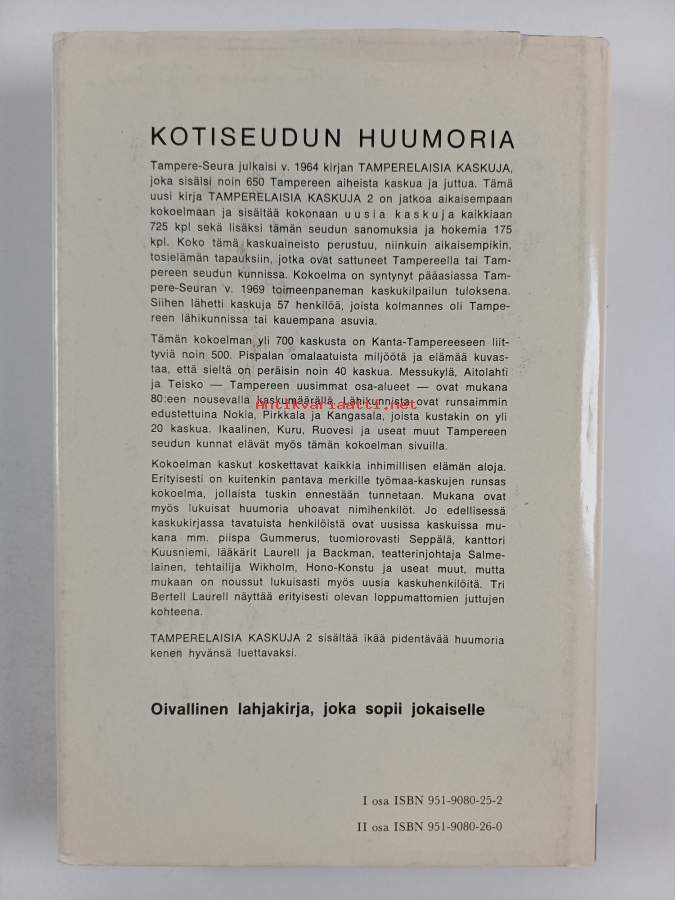 KOTISEUDUN HUUMORIA
Tampere-Seura julkaisi v. 1964 kirjan TAMPERELAISIA KASKUJA,
joka sisälsi noin 650 Tampereen aiheista kaskua ja juttua. Tämä
uusi kirja TAMPERELAISIA KASKUJA 2 on jatkoa aikaisempaan
kokoelmaan ja sisältää kokonaan uusia kaskuja kaikkiaan
725 kpl sekä lisäksi tämän seudun sanomuksia ja hokemia 175
kpl. Koko tämä kaskuaineisto perustuu, niinkuin aikaisempikin,
tosielämän tapauksiin, jotka ovat sattuneet Tampereella tai Tam-
pereen seudun kunnissa. Kokoelma on syntynyt pääasiassa Tam-
pere-Seuran v. 1969 toimeenpaneman kaskukilpailun tuloksena.
Siihen lähetti kaskuja 57 henkilöä, joista kolmannes oli Tampe-
reen lähikunnissa tai kauempana asuvia.
Tämän kokoelman yli 700 kaskusta on Kanta-Tampereeseen liit-
tyviä noin 500. Pispalan omalaatuista miljöötä ja elämää kuvas-
taa, että sieltä on peräisin noin 40 kaskua. Messukylä, Aitolahti
ja Teisko — Tampereen uusimmat osa-alueet — ovat mukana
80:een nousevalla kaskumäärällä. Lähikunnista ovat runsaimmin
Antikvariaatti.net
edustettuina Nokia, Pirkkala ja Kangasala, joista kustakin on yli
20 kaskua. Ikaalinen, Kuru, Ruovesi ja useat muut Tampereen
seudun kunnat elävät myös tämän kokoelman sivuilla.
Kokoelman kaskut koskettavat kaikkia inhimillisen elämän aloja.
Erityisesti on kuitenkin pantava merkille työmaa-kaskujen runsas
kokoelma, jollaista tuskin ennestään tunnetaan. Mukana ovat
myös lukuisat huumoria uhoavat nimihenkilöt. Jo edellisessä
kaskukirjassa tavatuista henkilöistä ovat uusissa kaskuissa mu-
kana mm. piispa Gummerus, tuomiorovasti Seppälä, kanttori
Kuusniemi, lääkärit Laurell ja Backman, teatterinjohtaja Salme-
lainen, tehtailija Wikholm, Hono-Konstu ja useat muut, mutta
mukaan on noussut lukuisasti myös uusia kaskuhenkilöitä. Tri
Bertell Laurell näyttää erityisesti olevan loppumattomien juttujen
kohteena.
TAMPERELAISIA KASKUJA 2 sisältää ikää pidentävää huumoria
kenen hyvänsä luettavaksi.
Oivallinen lahjakirja, joka sopii jokaiselle
I osa ISBN 951-9080-25-2
II osa ISBN 951-9080-26-0